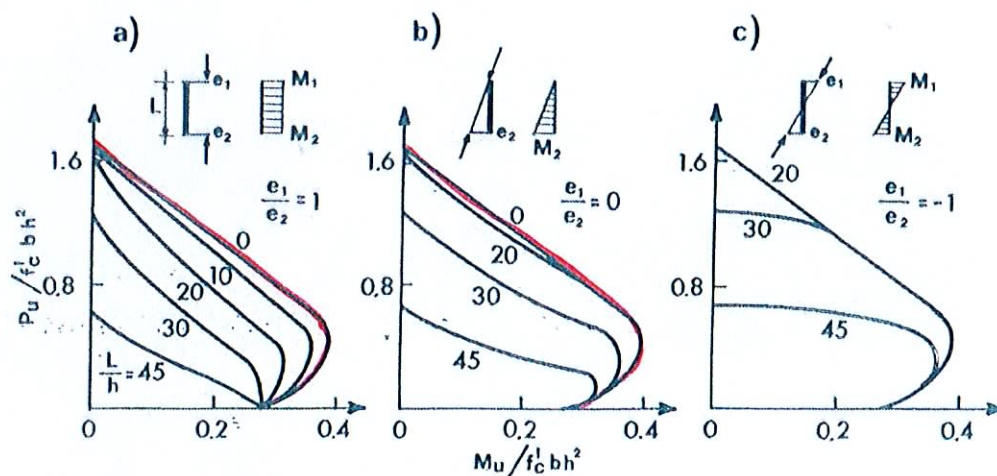 a)
L
e₁
e₂
M₁
M₂
e₁/e₂ = 1
1.6
0.8
0
0
10
20
30
L/h = 45
0
0.2
0.4
Pᵤ/f'c bh²
b)
e₂
M₂
e₁/e₂ = 0
0
20
30
45
0
0.2
0.4
Mᵤ/f'c bh²
c)
e₁
e₂
M₁
M₂
e₁/e₂ = -1
1.6
0.8
20
30
45
0
0.2
0.4